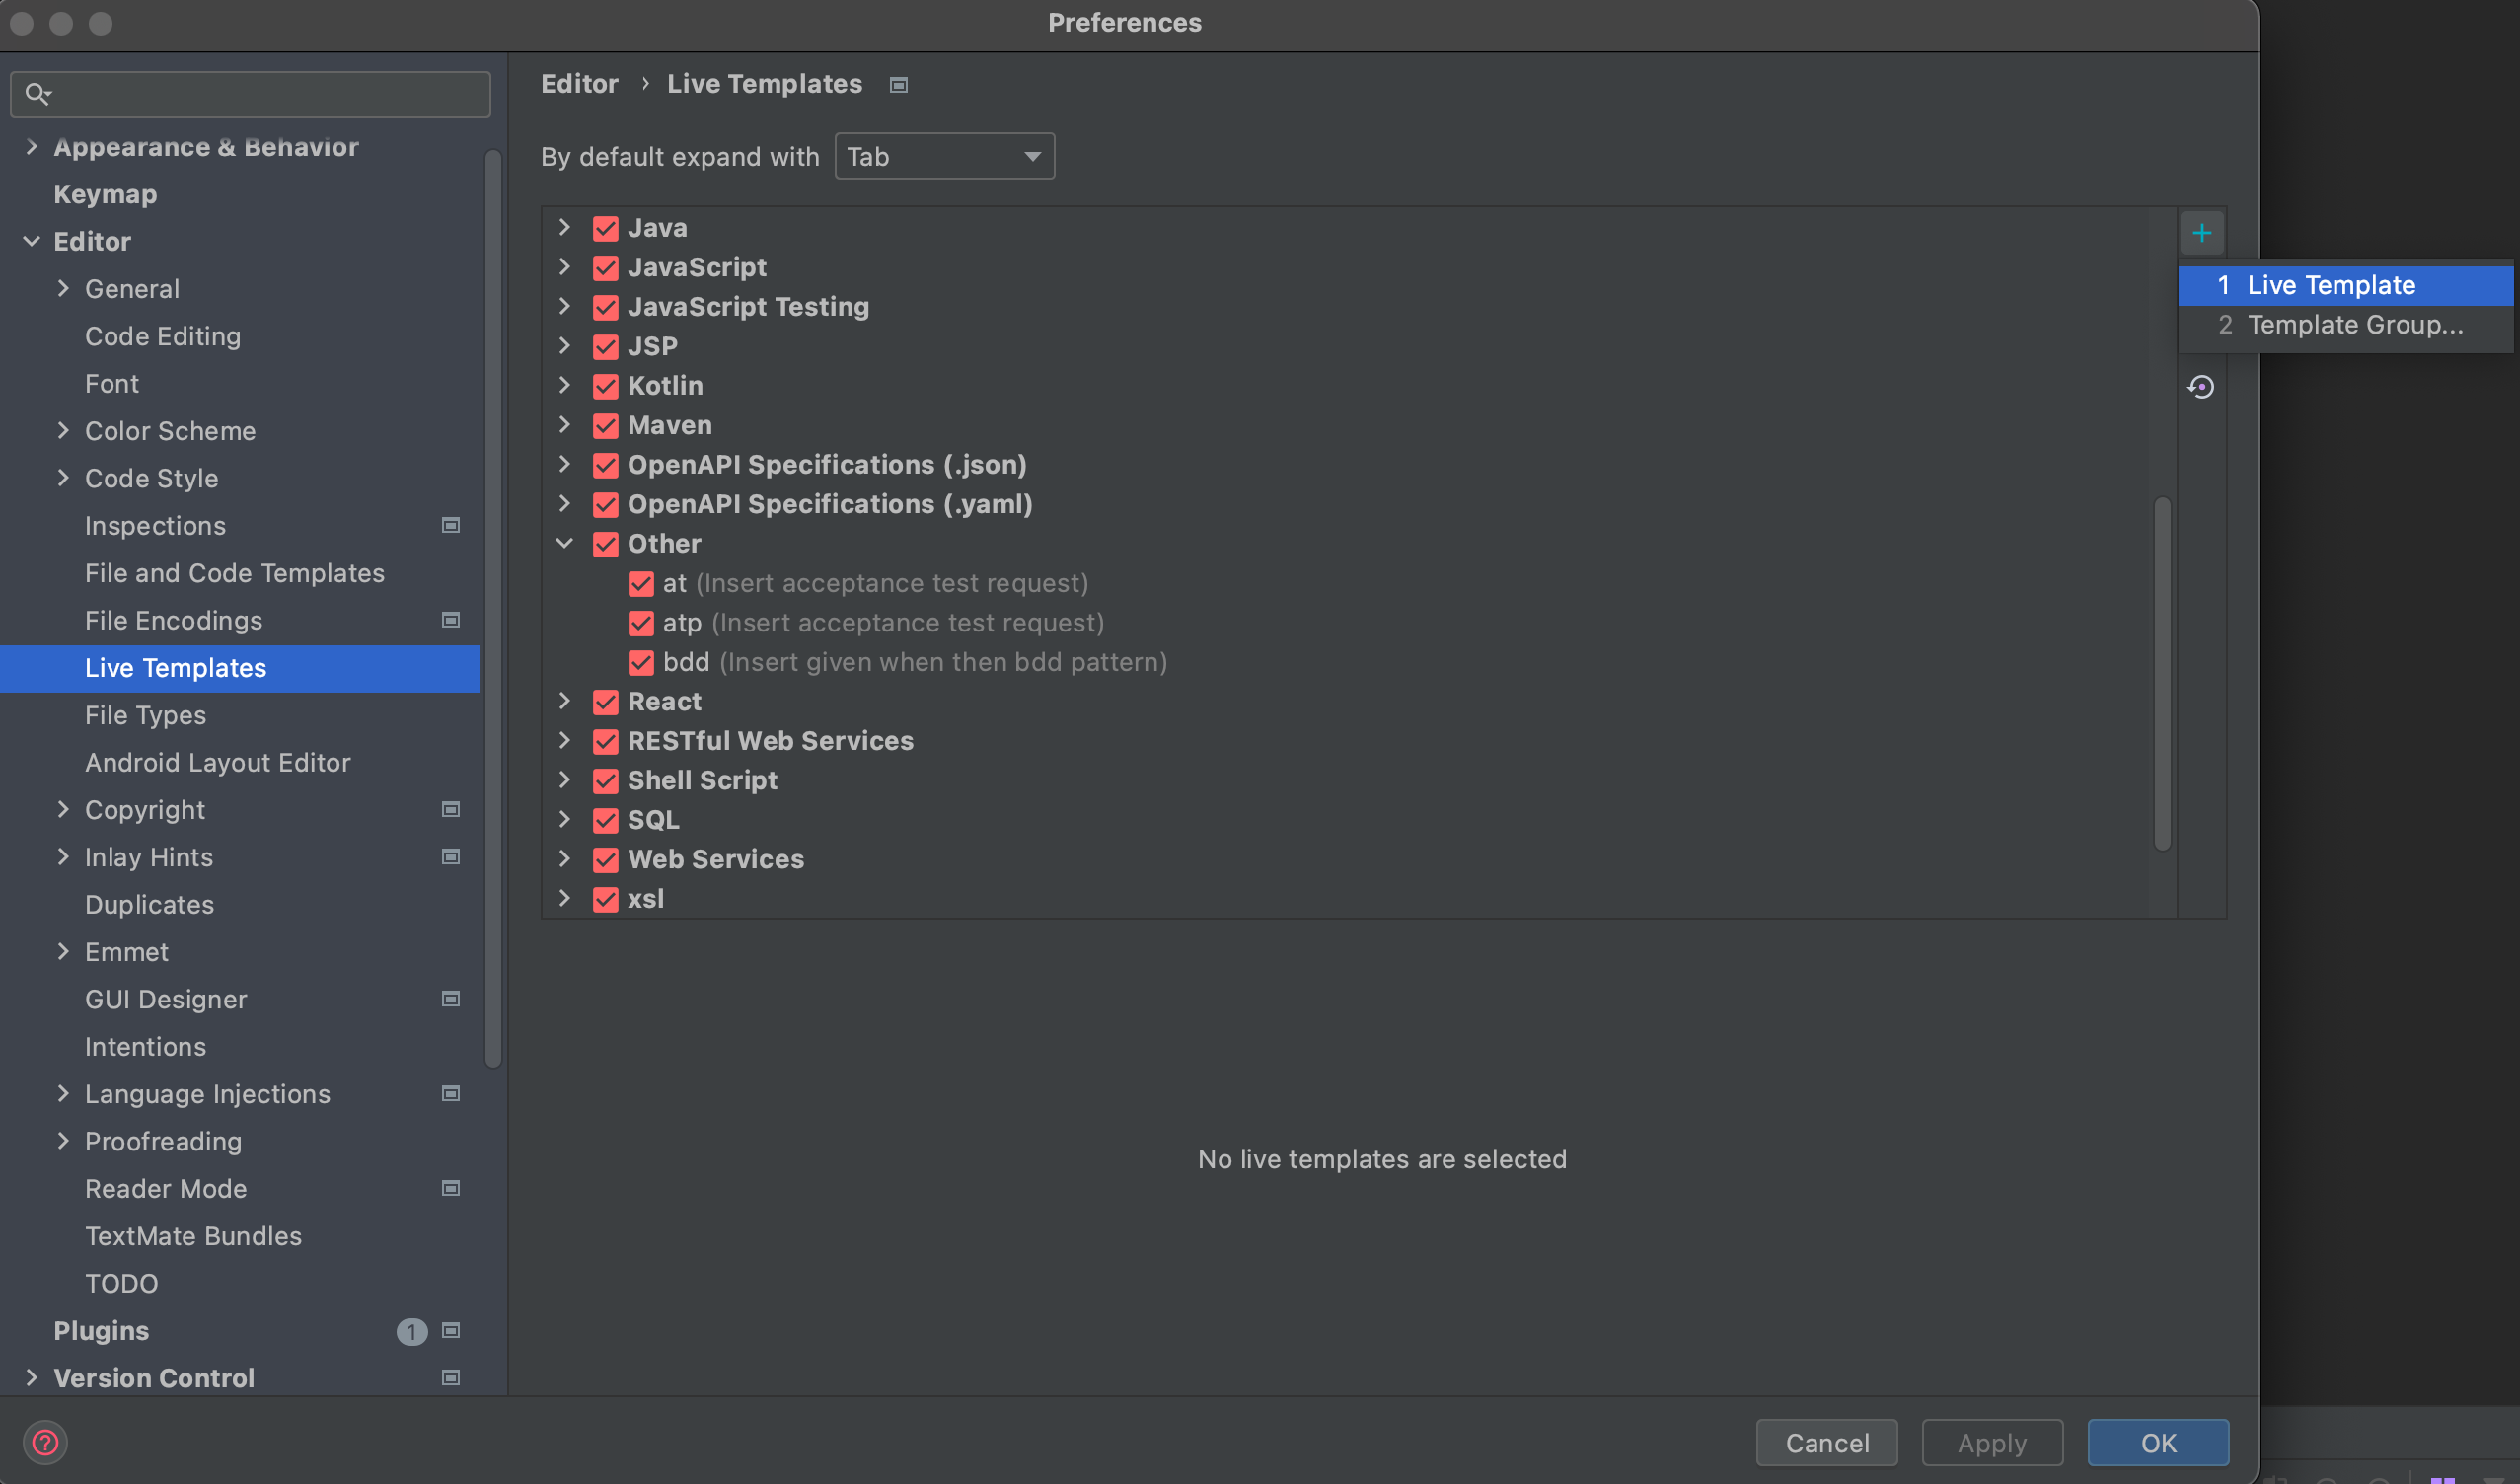 Preferences
Appearance & Behavior
Keymap
Editor
General
Code Editing
Font
Color Scheme
Code Style
Inspections
File and Code Templates
File Encodings
Live Templates
File Types
Android Layout Editor
Copyright
Inlay Hints
Duplicates
Emmet
GUI Designer
Intentions
Language Injections
Proofreading
Reader Mode
TextMate Bundles
TODO
Plugins 1
Version Control
?
Editor › Live Templates
By default expand with Tab
Java
JavaScript
JavaScript Testing
JSP
Kotlin
Maven
OpenAPI Specifications (.json)
OpenAPI Specifications (.yaml)
Other
at (Insert acceptance test request)
atp (Insert acceptance test request)
bdd (Insert given when then bdd pattern)
React
RESTful Web Services
Shell Script
SQL
Web Services
xsl
+
1 Live Template
2 Template Group...
No live templates are selected
Cancel Apply OK